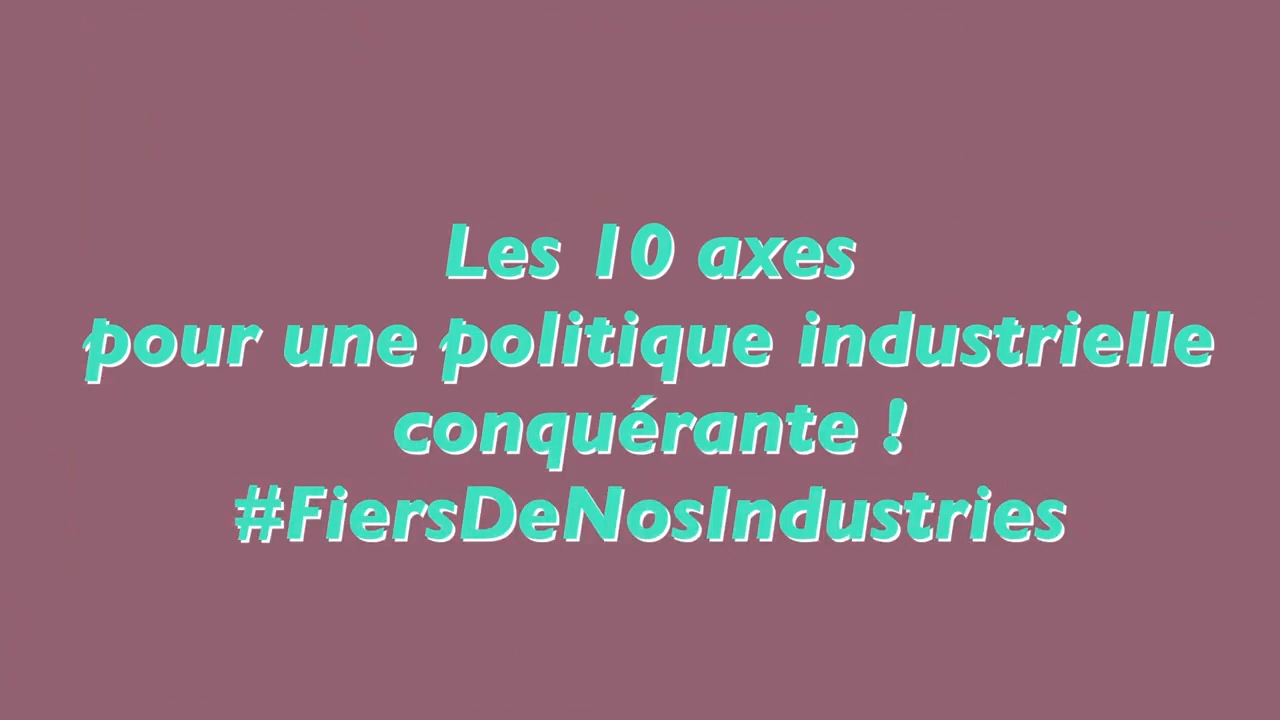 Les 10 axes
pour une politique industrielle
conquérante !
#FiersDeNosIndustries